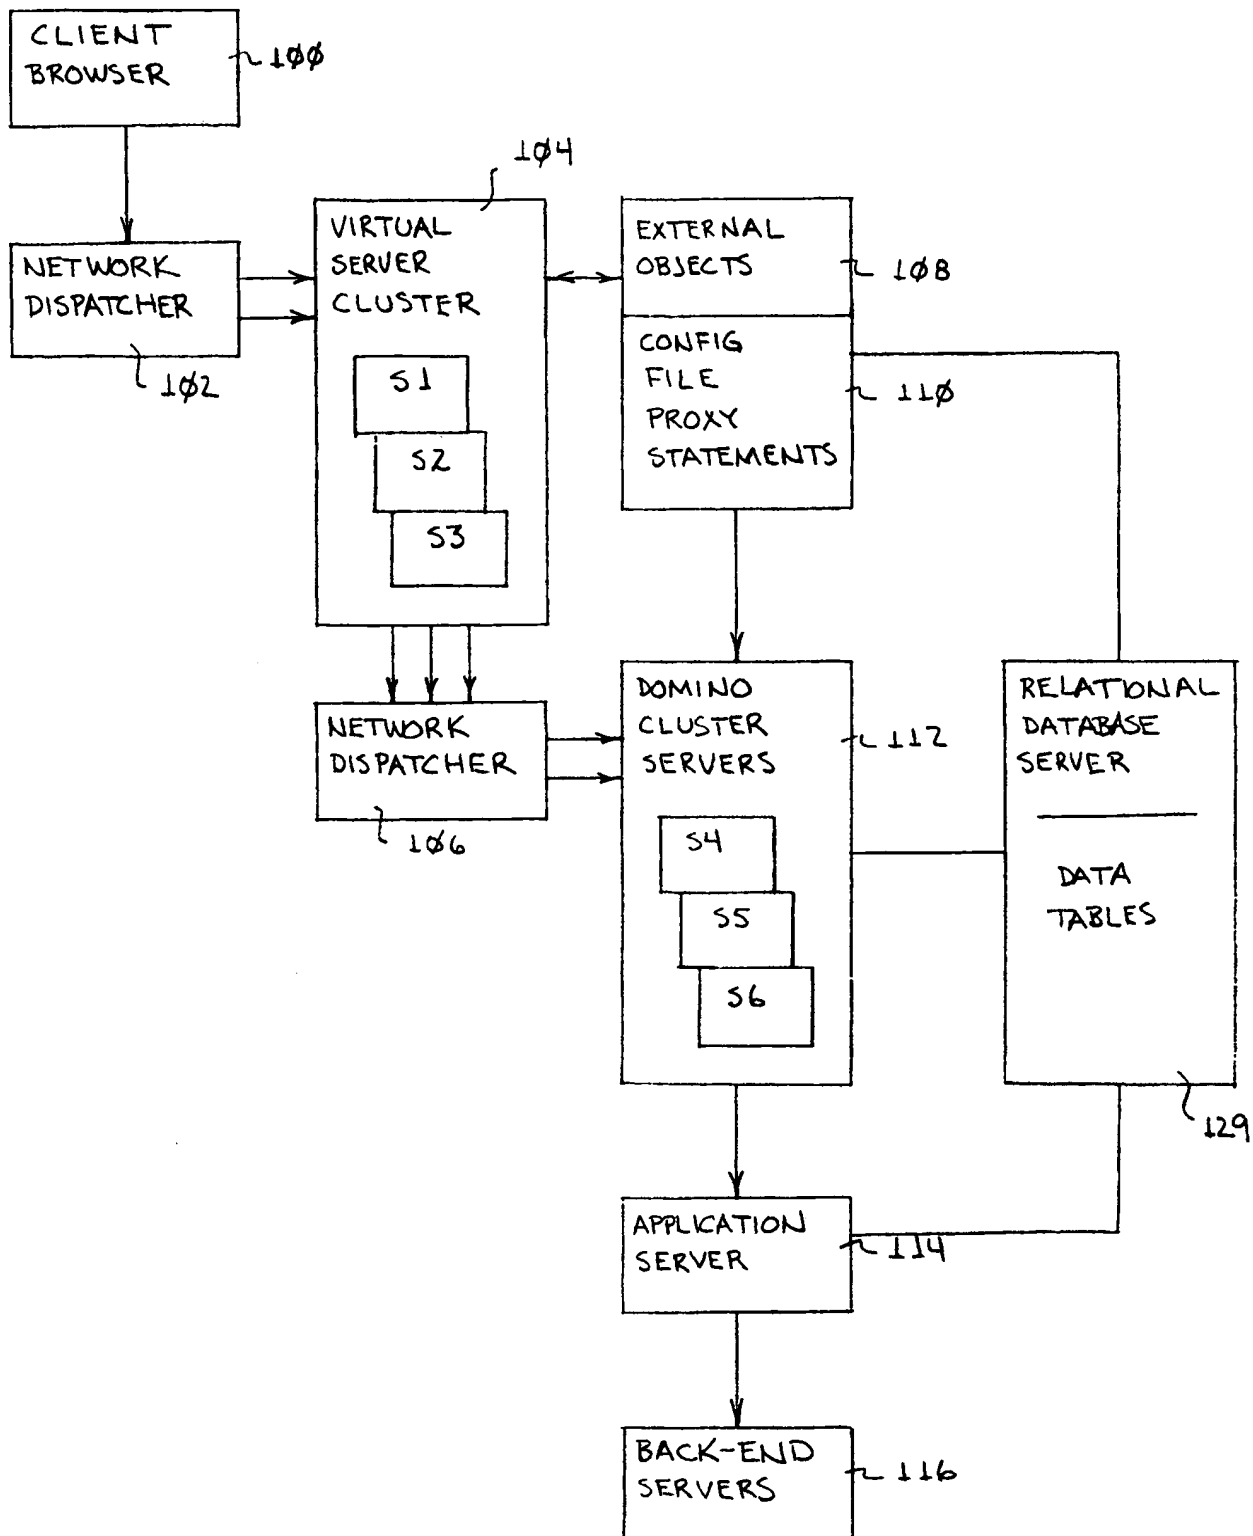 CLIENT
BROWSER
100
104
NETWORK
DISPATCHER
102
VIRTUAL
SERVER
CLUSTER
S1
S2
S3
EXTERNAL
OBJECTS
108
CONFIG
FILE
PROXY
STATEMENTS
110
NETWORK
DISPATCHER
106
DOMINO
CLUSTER
SERVERS
112
S4
S5
S6
RELATIONAL
DATABASE
SERVER
DATA
TABLES
129
APPLICATION
SERVER
114
BACK-END
SERVERS
116